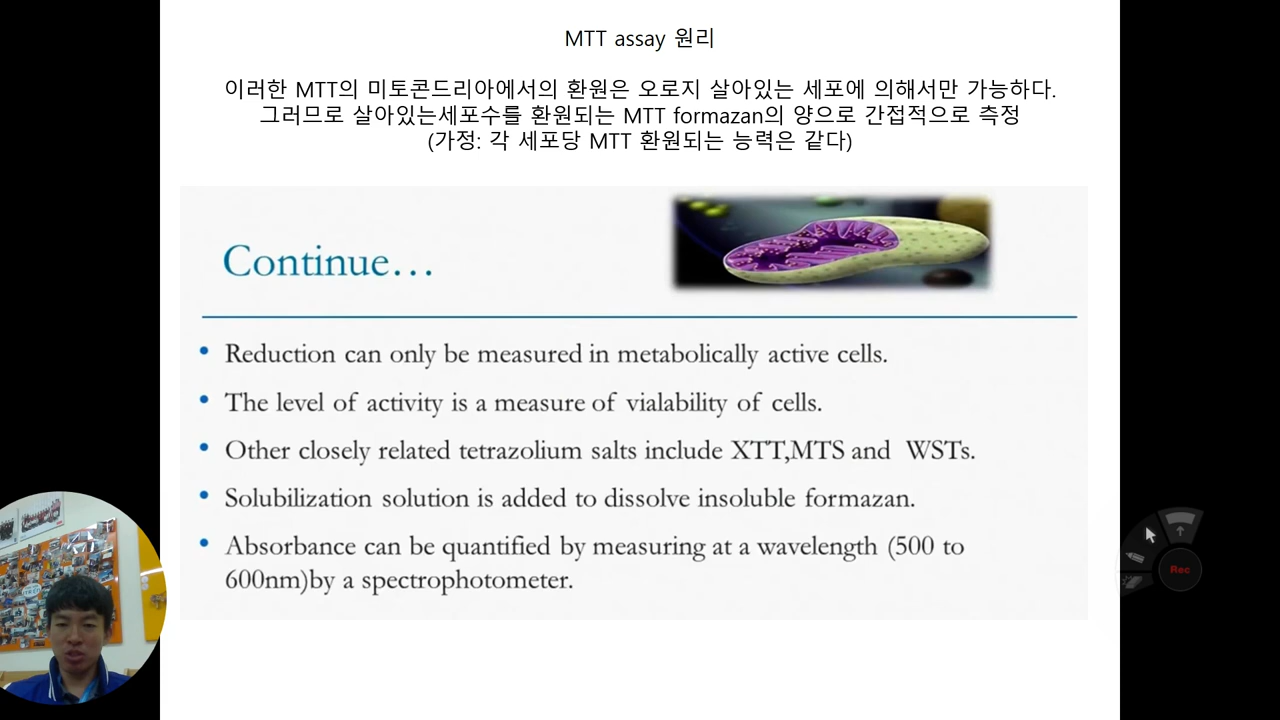 MTT assay 원리
이러한 MTT의 미토콘드리아에서의 환원은 오로지 살아있는 세포에 의해서만 가능하다.
그러므로 살아있는세포수를 환원되는 MTT formazan의 양으로 간접적으로 측정
(가정: 각 세포당 MTT 환원되는 능력은 같다)
Continue…
• Reduction can only be measured in metabolically active cells.
• The level of activity is a measure of vialability of cells.
• Other closely related tetrazolium salts include XTT,MTS and WSTs.
• Solubilization solution is added to dissolve insoluble formazan.
• Absorbance can be quantified by measuring at a wavelength (500 to
600nm)by a spectrophotometer.
Rec